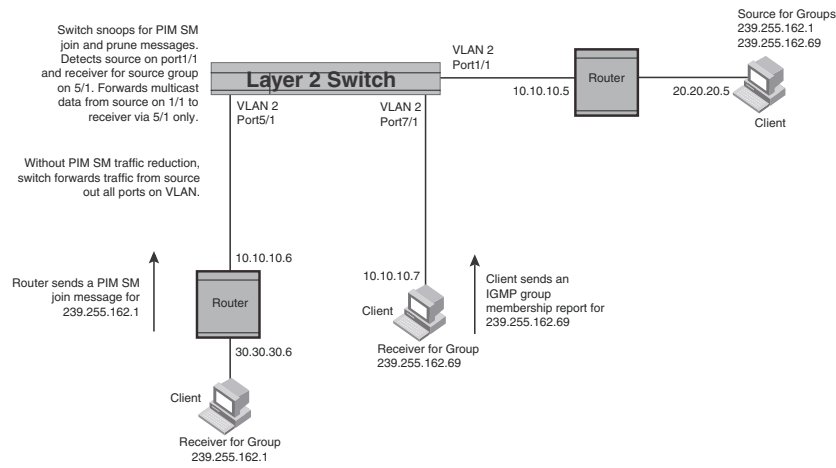 Switch snoops for PIM SM
join and prune messages.
Detects source on port1/1
and receiver for source group
on 5/1. Forwards multicast
data from source on 1/1 to
receiver via 5/1 only.
Without PIM SM traffic reduction,
switch forwards traffic from source
out all ports on VLAN.
Layer 2 Switch
VLAN 2
Port1/1
VLAN 2
Port5/1
VLAN 2
Port7/1
10.10.10.5
Router
20.20.20.5
Source for Groups
239.255.162.1
239.255.162.69
Client
Router sends a PIM SM
join message for
239.255.162.1
10.10.10.6
Router
30.30.30.6
Client
Receiver for Group
239.255.162.1
10.10.10.7
Client
Receiver for Group
239.255.162.69
Client sends an
IGMP group
membership report for
239.255.162.69